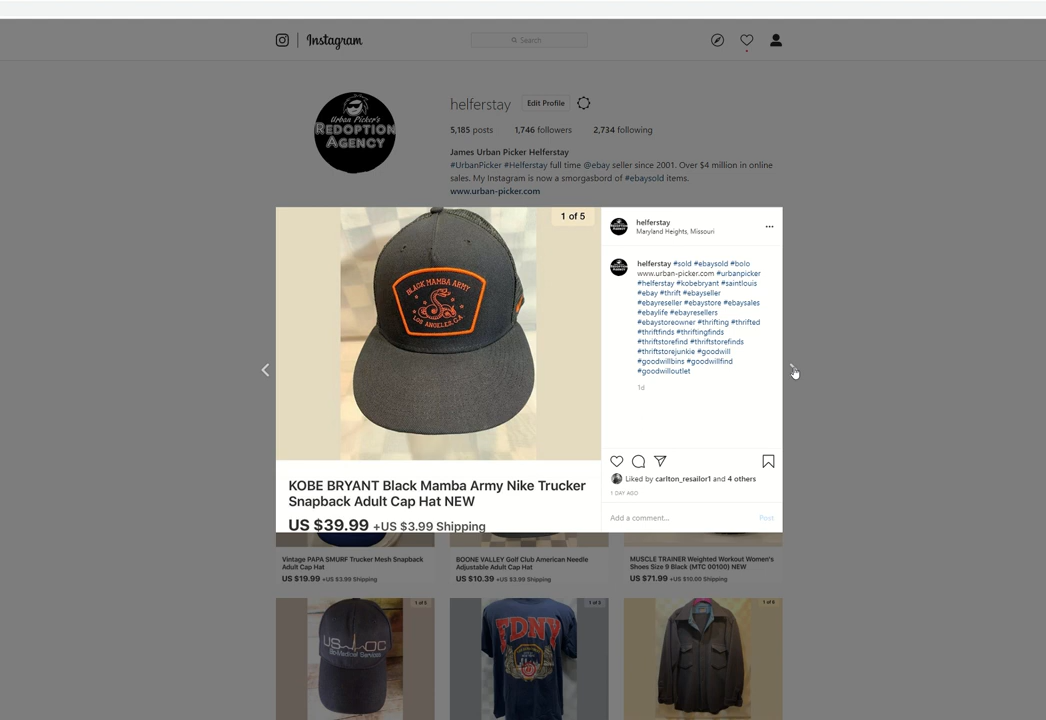 Instagram
Search
Urban Picker's
REDOPTION
AGENCY
helferstay
Edit Profile
5,185 posts 1,746 followers 2,734 following
James Urban Picker Helferstay
#UrbanPicker #Helferstay full time @ebay seller since 2001. Over $4 million in online
sales. My Instagram is now a smorgasbord of #ebaysold items.
www.urban-picker.com
1 of 5
BLACK MAMBA ARMY
LOS ANGELES, CA
KOBE BRYANT Black Mamba Army Nike Trucker
Snapback Adult Cap Hat NEW
US $39.99 +US $3.99 Shipping
helferstay
Maryland Heights, Missouri
helferstay #sold #ebaysold #bolo
www.urban-picker.com #urbanpicker
#helferstay #kobebryant #saintlouis
#ebay #thrift #ebayseller
#ebayreseller #ebaystore #ebaysales
#ebaylife #ebayresellers
#ebaystoreowner #thrifting #thrifted
#thriftfinds #thriftingfinds
#thriftstorefind #thriftstorefinds
#thriftstorejunkie #goodwill
#goodwillbins #goodwillfind
#goodwilloutlet
1d
Liked by carlton_resailor1 and 4 others
1 DAY AGO
Add a comment...
Post
Vintage PAPA SMURF Trucker Mesh Snapback
Adult Cap Hat
US $19.99 +US $3.99 Shipping
BOONE VALLEY Golf Club American Needle
Adjustable Adult Cap Hat
US $10.39 +US $3.99 Shipping
MUSCLE TRAINER Weighted Workout Women's
Shoes Size 9 Black (MTC 00100) NEW
US $71.99 +US $10.00 Shipping
1 of 5
1 of 5
1 of 5
FDNY